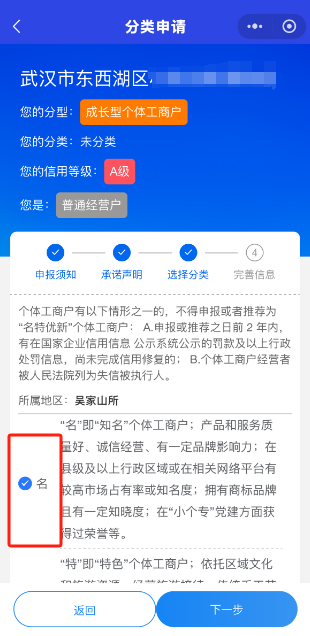 分类申请
武汉市东西湖区
您的分型：成长型个体工商户
您的分类：未分类
您的信用等级：A级
您是：普通经营户
4
申报须知 承诺声明 选择分类 完善信息
个体工商户有以下情形之一的，不得申报或者推荐为
“名特优新”个体工商户： A.申报或推荐之日前 2 年内，
有在国家企业信用信息 公示系统公示的罚款及以上行政
处罚信息，尚未完成信用修复的； B.个体工商户经营者
被人民法院列为失信被执行人。
所属地区：吴家山所
“名”即“知名”个体工商户；产品和服务质
量好、诚信经营、有一定品牌影响力；在
县级及以上行政区域或在相关网络平台有
名
较高市场占有率或知名度；拥有商标品牌
且有一定知晓度；在“小个专”党建方面获
得过荣誉等。
“特”即“特色”个体工商户；依托区域文化
返回 下一步